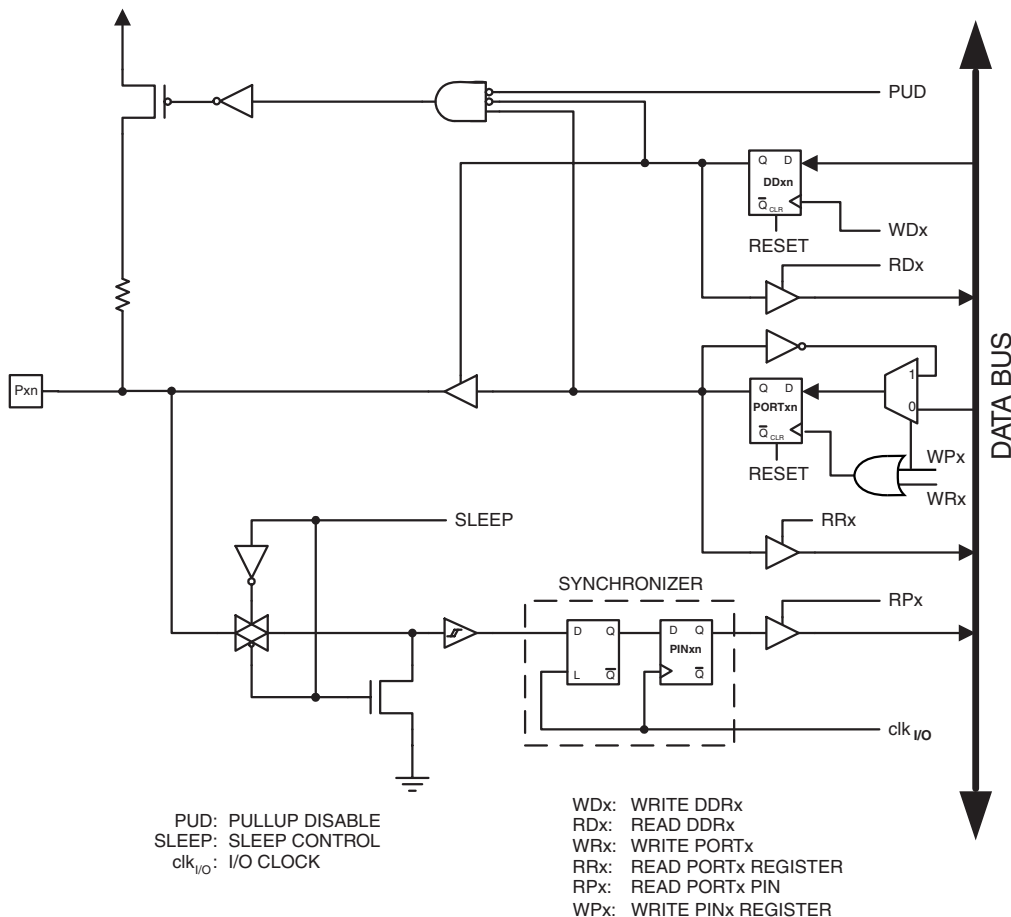 PUD
Q D
DDxn
Q CLR
WDx
RESET
RDx
Pxn
1
Q D
0
PORTxn
Q CLR
RESET
WPx
WRx
DATA BUS
SLEEP
RRx
SYNCHRONIZER
RPx
D Q
D Q
PINxn
L Q
Q
clk I/O
PUD: PULLUP DISABLE
SLEEP: SLEEP CONTROL
clkI/O: I/O CLOCK
WDx: WRITE DDRx
RDx: READ DDRx
WRx: WRITE PORTx
RRx: READ PORTx REGISTER
RPx: READ PORTx PIN
WPx: WRITE PINx REGISTER